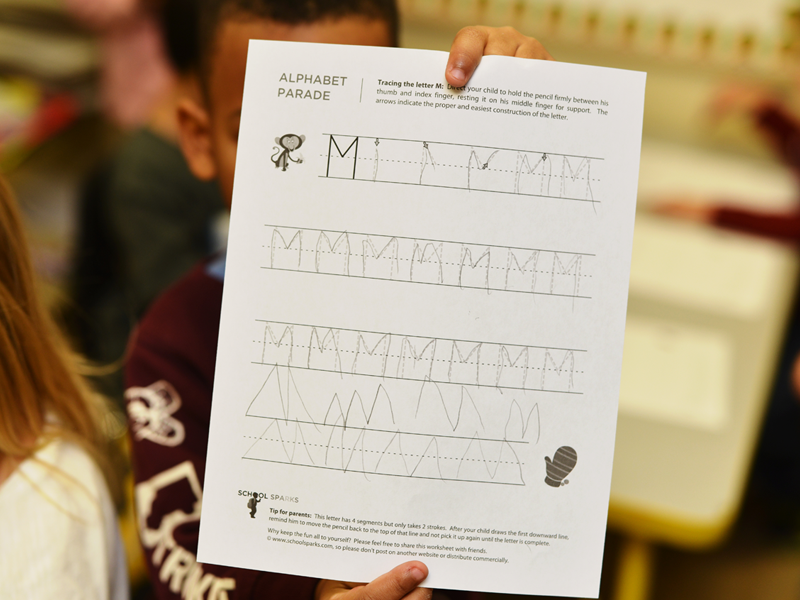 ALPHABET
PARADE
Tracing the letter M: Direct your child to hold the pencil firmly between his
thumb and index finger, resting it on his middle finger for support. The
arrows indicate the proper and easiest construction of the letter.
M M M
M M M M M M M
M M M M M M M
SCHOOL SPARKS
Tip for parents: This letter has 4 segments but only takes 2 strokes. After your child draws the first downward line,
remind him to move the pencil back to the top of that line and not pick it up again until the letter is complete.
Why keep the fun all to yourself? Please feel free to share this worksheet with friends.
© www.schoolsparks.com, so please don't post on another website or distribute commercially.